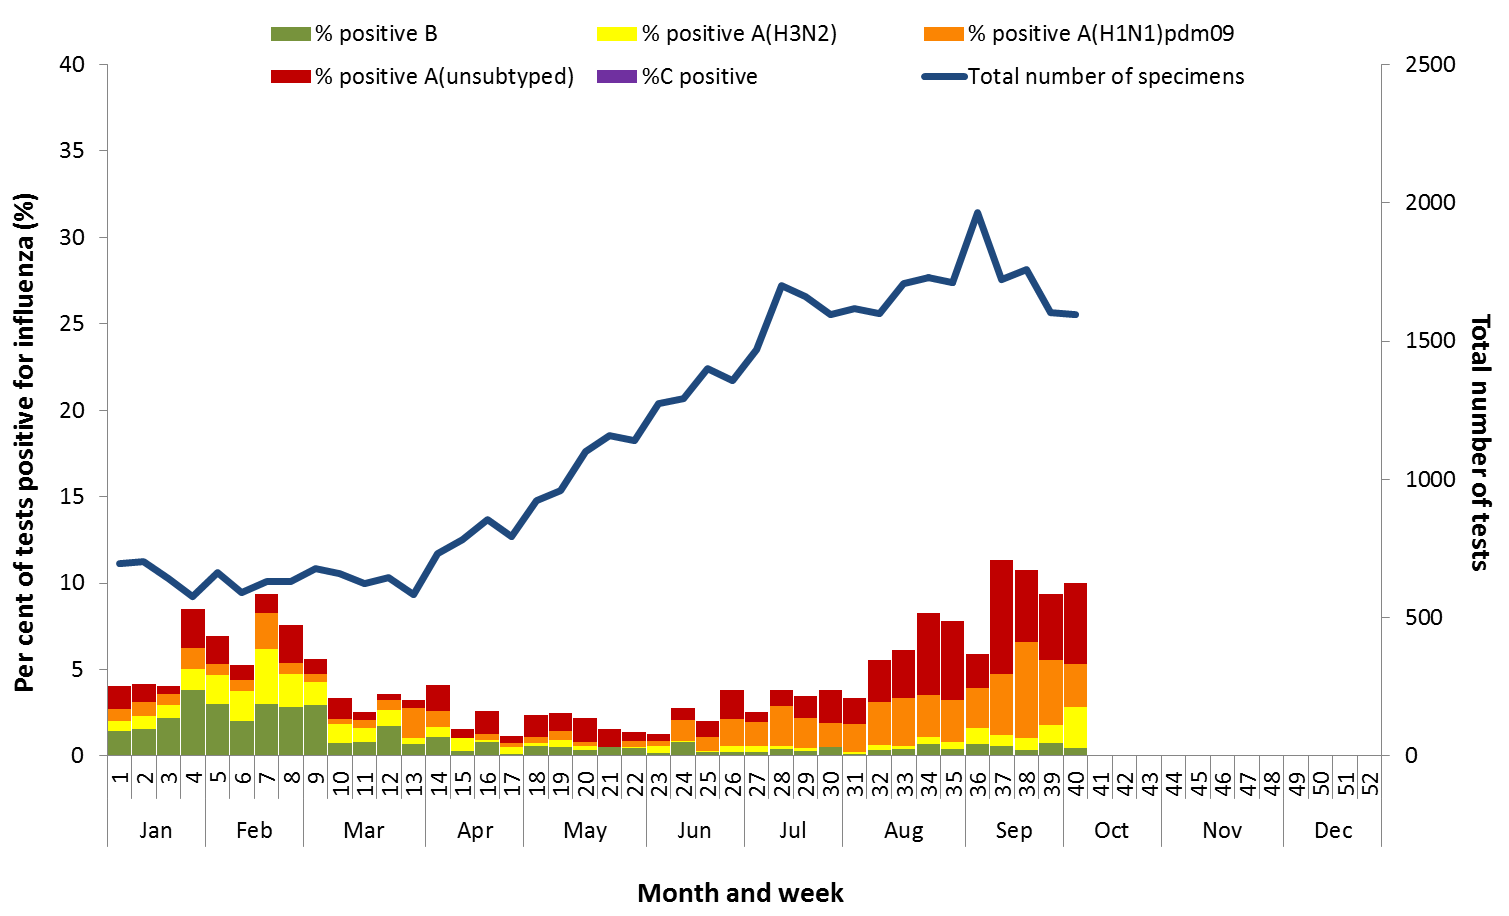 % positive B
% positive A(H3N2)
% positive A(H1N1)pdm09
% positive A(unsubtyped)
%C positive
Total number of specimens
Per cent of tests positive for influenza (%)
40
35
30
25
20
15
10
5
0
2500
2000
1500
1000
500
0
Total number of tests
1 2 3 4 5 6 7 8 9 10 11 12 13 14 15 16 17 18 19 20 21 22 23 24 25 26 27 28 29 30 31 32 33 34 35 36 37 38 39 40 41 42 43 44 45 46 47 48 49 50 51 52
Jan Feb Mar Apr May Jun Jul Aug Sep Oct Nov Dec
Month and week